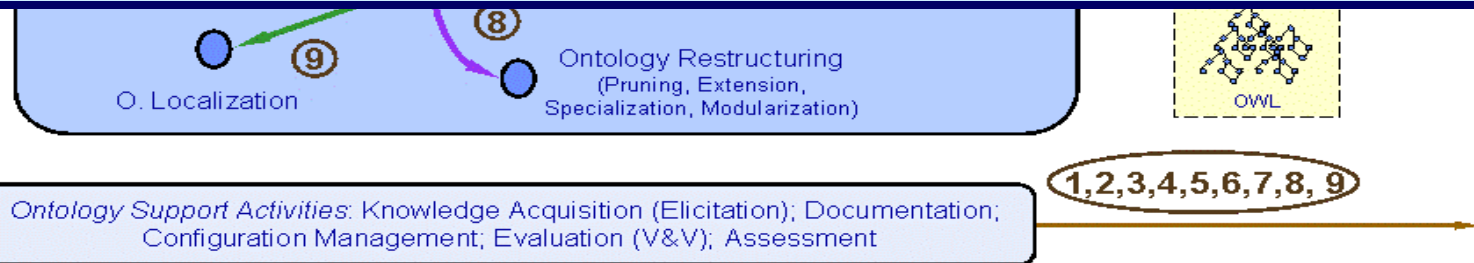 8
9
Ontology Restructuring
(Pruning, Extension,
Specialization, Modularization)
O. Localization
OWL
1,2,3,4,5,6,7,8, 9
Ontology Support Activities: Knowledge Acquisition (Elicitation); Documentation;
Configuration Management; Evaluation (V&V); Assessment